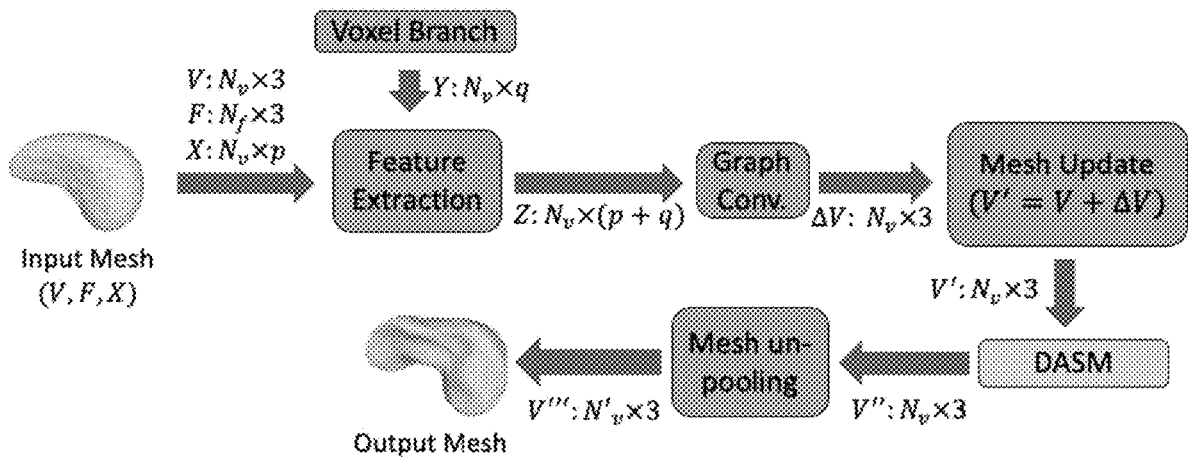 Voxel Branch
V: N_v×3
F: N_f×3
X: N_v×p
Y: N_v×q
Feature
Extraction
Z: N_v×(p + q)
Graph
Conv.
ΔV: N_v×3
Mesh Update
(V' = V + ΔV)
Input Mesh
(V, F, X)
V': N_v×3
DASM
V'': N_v×3
Mesh un-
pooling
V''': N'_v×3
Output Mesh